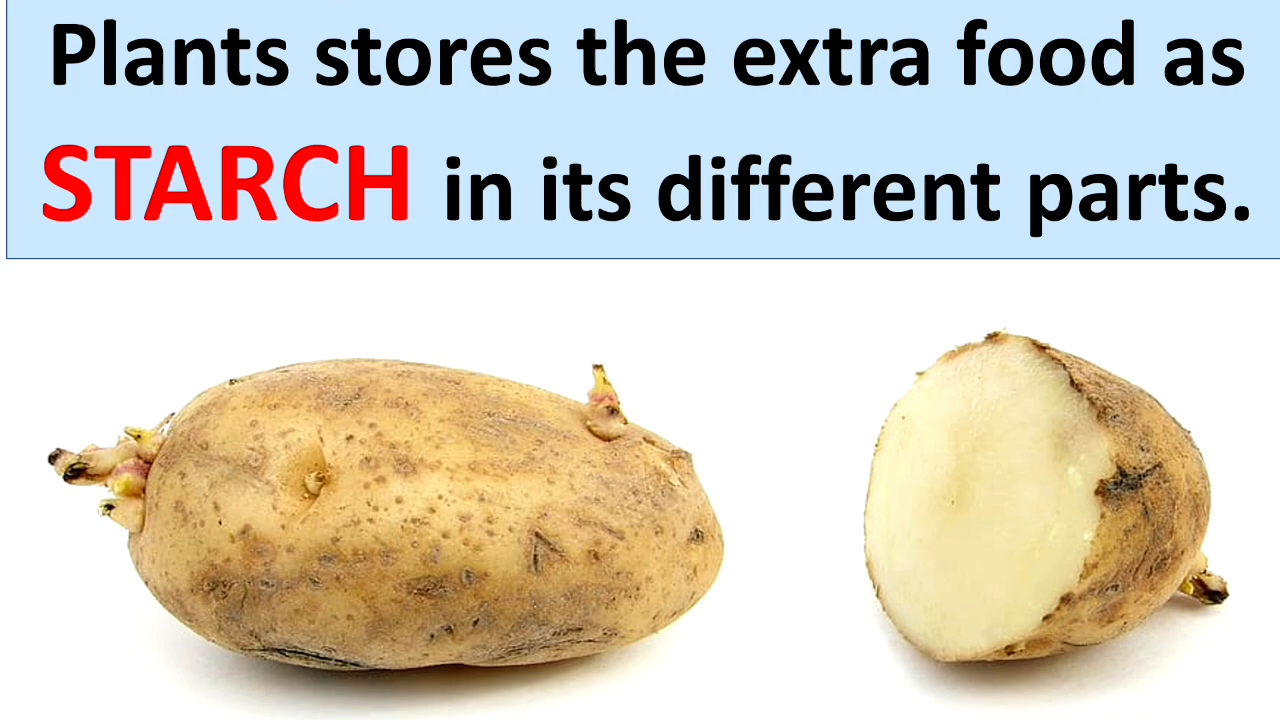 Plants stores the extra food as
STARCH in its different parts.